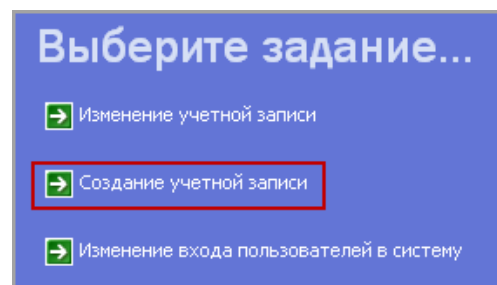 Выберите задание...
Изменение учетной записи
Создание учетной записи
Изменение входа пользователей в систему